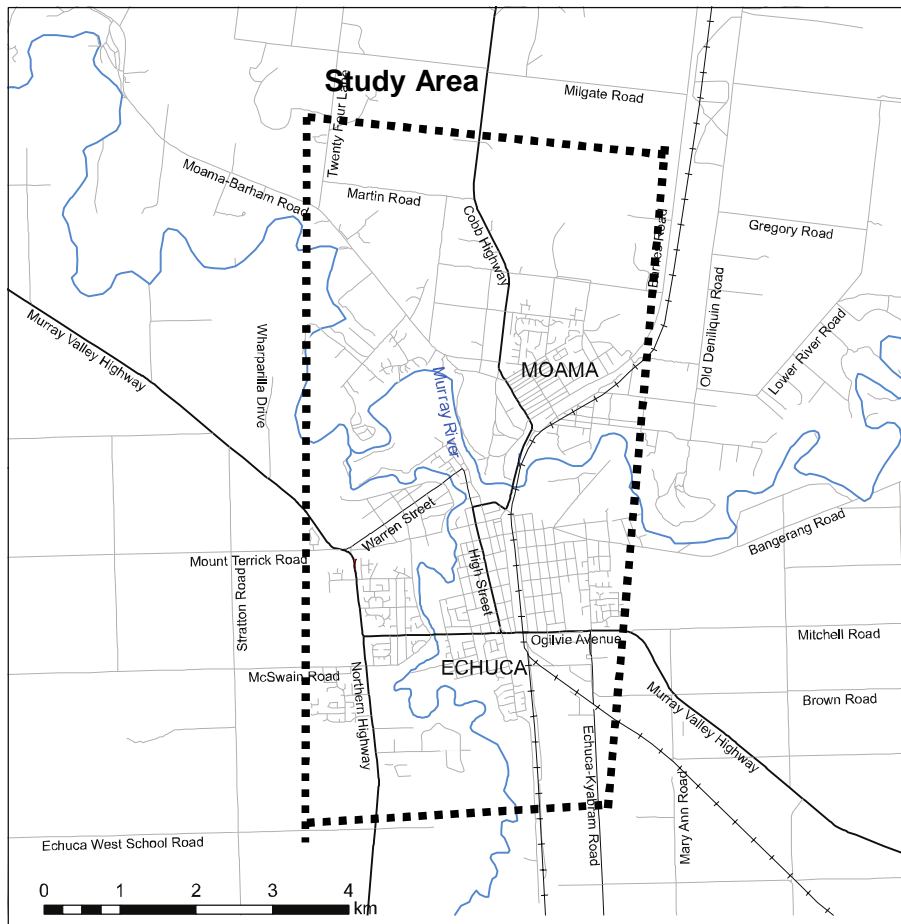 Study Area
Milgate Road
Twenty Four Lane
Moama-Barham Road
Martin Road
Cobb Highway
Barnes Road
Gregory Road
Old Deniliquin Road
Lower River Road
Murray Valley Highway
Wharparilla Drive
MOAMA
Murray River
Warren Street
Bangerang Road
Mount Terrick Road
High Street
Stratton Road
Ogilvie Avenue
Mitchell Road
ECHUCA
McSwain Road
Northern Highway
Murray Valley Highway
Brown Road
Echuca-Kyabram Road
Mary Ann Road
Echuca West School Road
0 1 2 3 4
km